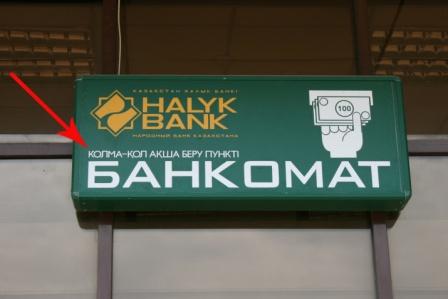 ҚАЗАҚСТАН ХАЛЫҚ БАНКІ
HALYK
BANK
НАРОДНЫЙ БАНК КАЗАХСТАНА
100
ҚОЛМА-ҚОЛ АҚША БЕРУ ПУНКТІ
БАНКОМАТ